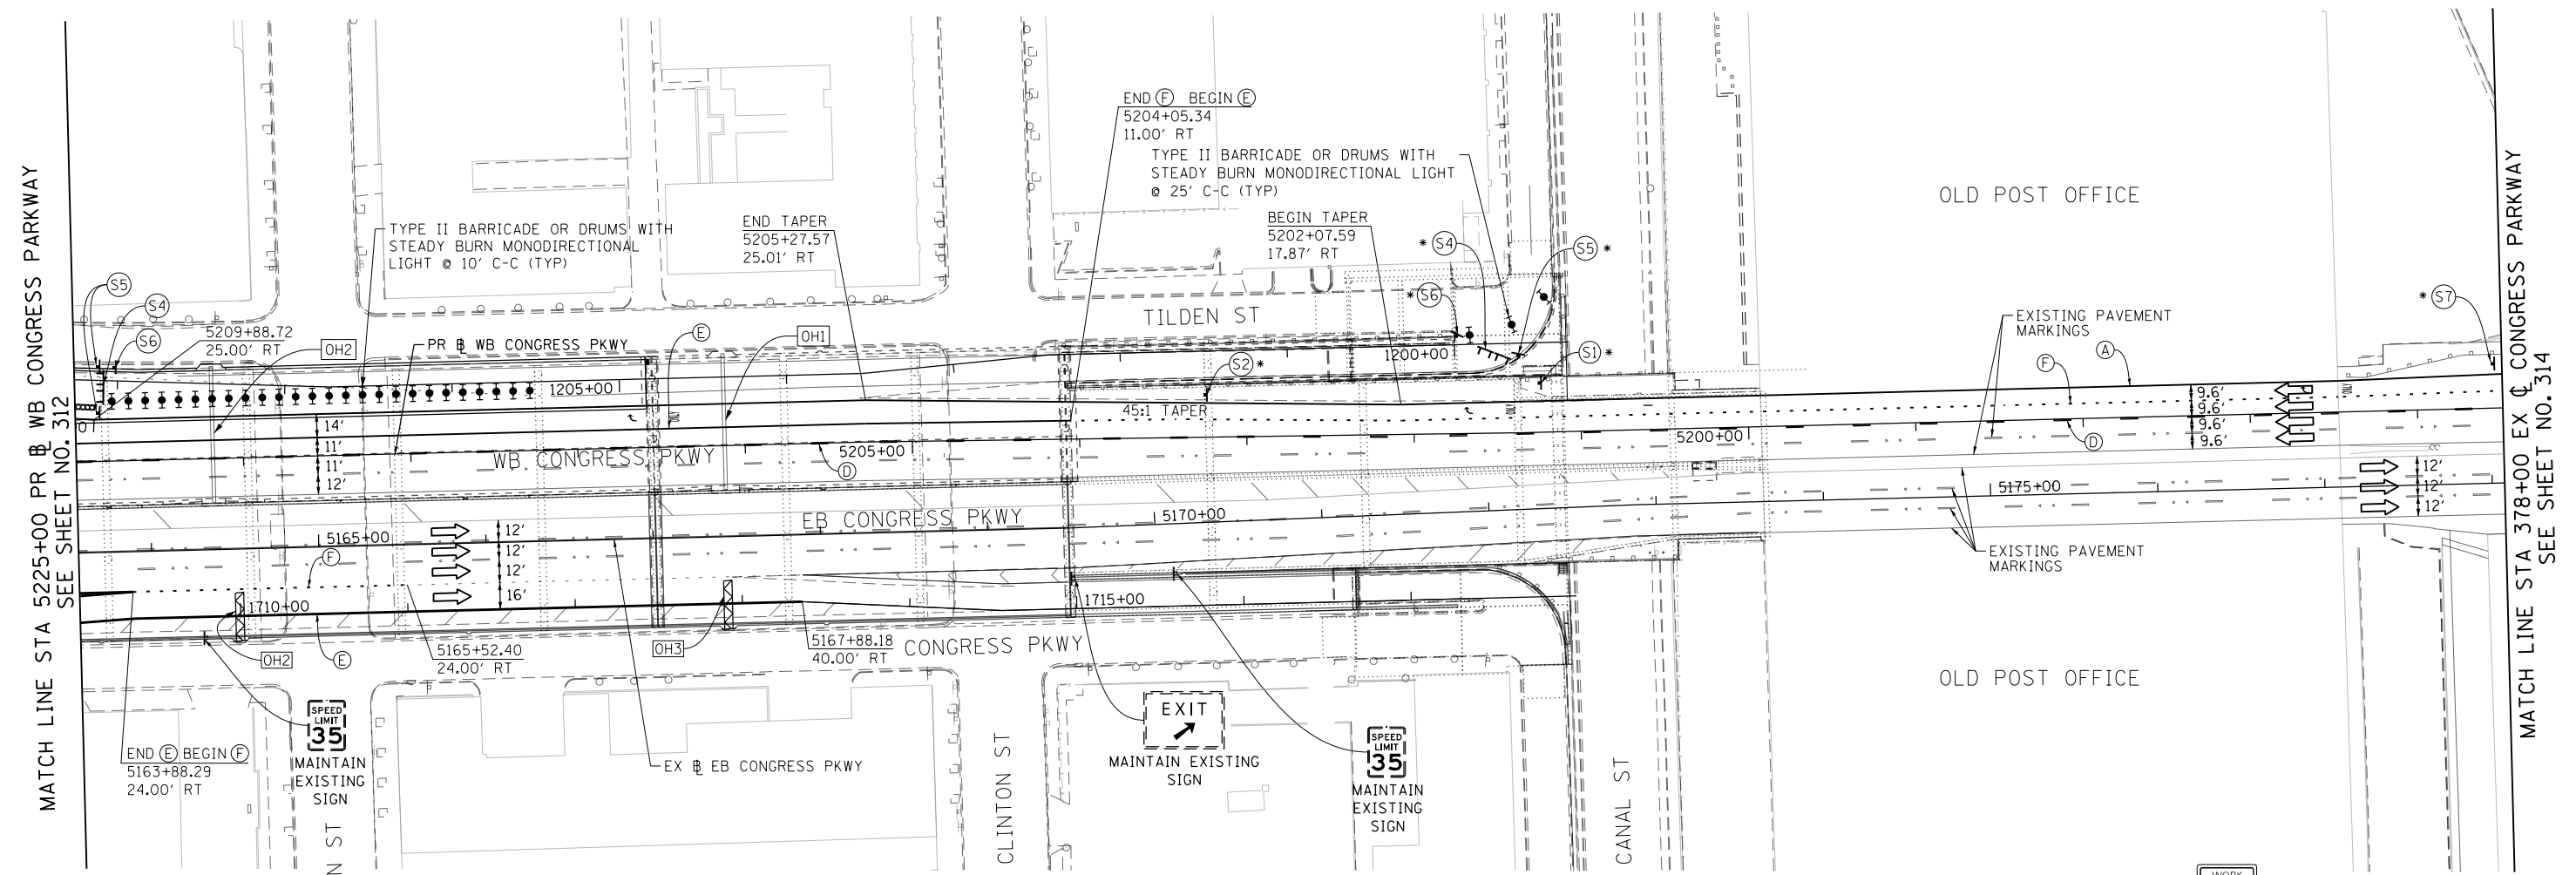 MATCH LINE STA 5225+00 PR ⅊ WB CONGRESS PARKWAY
SEE SHEET NO. 312
S5
S4
S6
5209+88.72
25.00' RT
OH2
TYPE II BARRICADE OR DRUMS WITH
STEADY BURN MONODIRECTIONAL
LIGHT @ 10' C-C (TYP)
PR BL WB CONGRESS PKWY
END TAPER
5205+27.57
25.01' RT
E
OH1
END F BEGIN E
5204+05.34
11.00' RT
TYPE II BARRICADE OR DRUMS WITH
STEADY BURN MONODIRECTIONAL LIGHT
@ 25' C-C (TYP)
BEGIN TAPER
5202+07.59
17.87' RT
* S4
S5 *
* S6
TILDEN ST
S2 *
1200+00
S1 *
45:1 TAPER
1205+00
0
14'
11'
11'
12'
WB CONGRESS PKWY
5205+00
D
5200+00
OLD POST OFFICE
EXISTING PAVEMENT
MARKINGS
F
A
* S7
9.6'
9.6'
9.6'
9.6'
D
12'
12'
12'
5175+00
EXISTING PAVEMENT
MARKINGS
EB CONGRESS PKWY
5170+00
5165+00
12'
12'
12'
16'
F
1710+00
1715+00
OH2
E
5165+52.40
24.00' RT
OH3
5167+88.18
40.00' RT
CONGRESS PKWY
END E BEGIN F
5163+88.29
24.00' RT
SPEED
LIMIT
35
MAINTAIN
EXISTING
SIGN
N ST
EX BL EB CONGRESS PKWY
CLINTON ST
EXIT
MAINTAIN EXISTING
SIGN
SPEED
LIMIT
35
MAINTAIN
EXISTING
SIGN
CANAL ST
OLD POST OFFICE
WORK
MATCH LINE STA 378+00 EX CL CONGRESS PARKWAY
SEE SHEET NO. 314